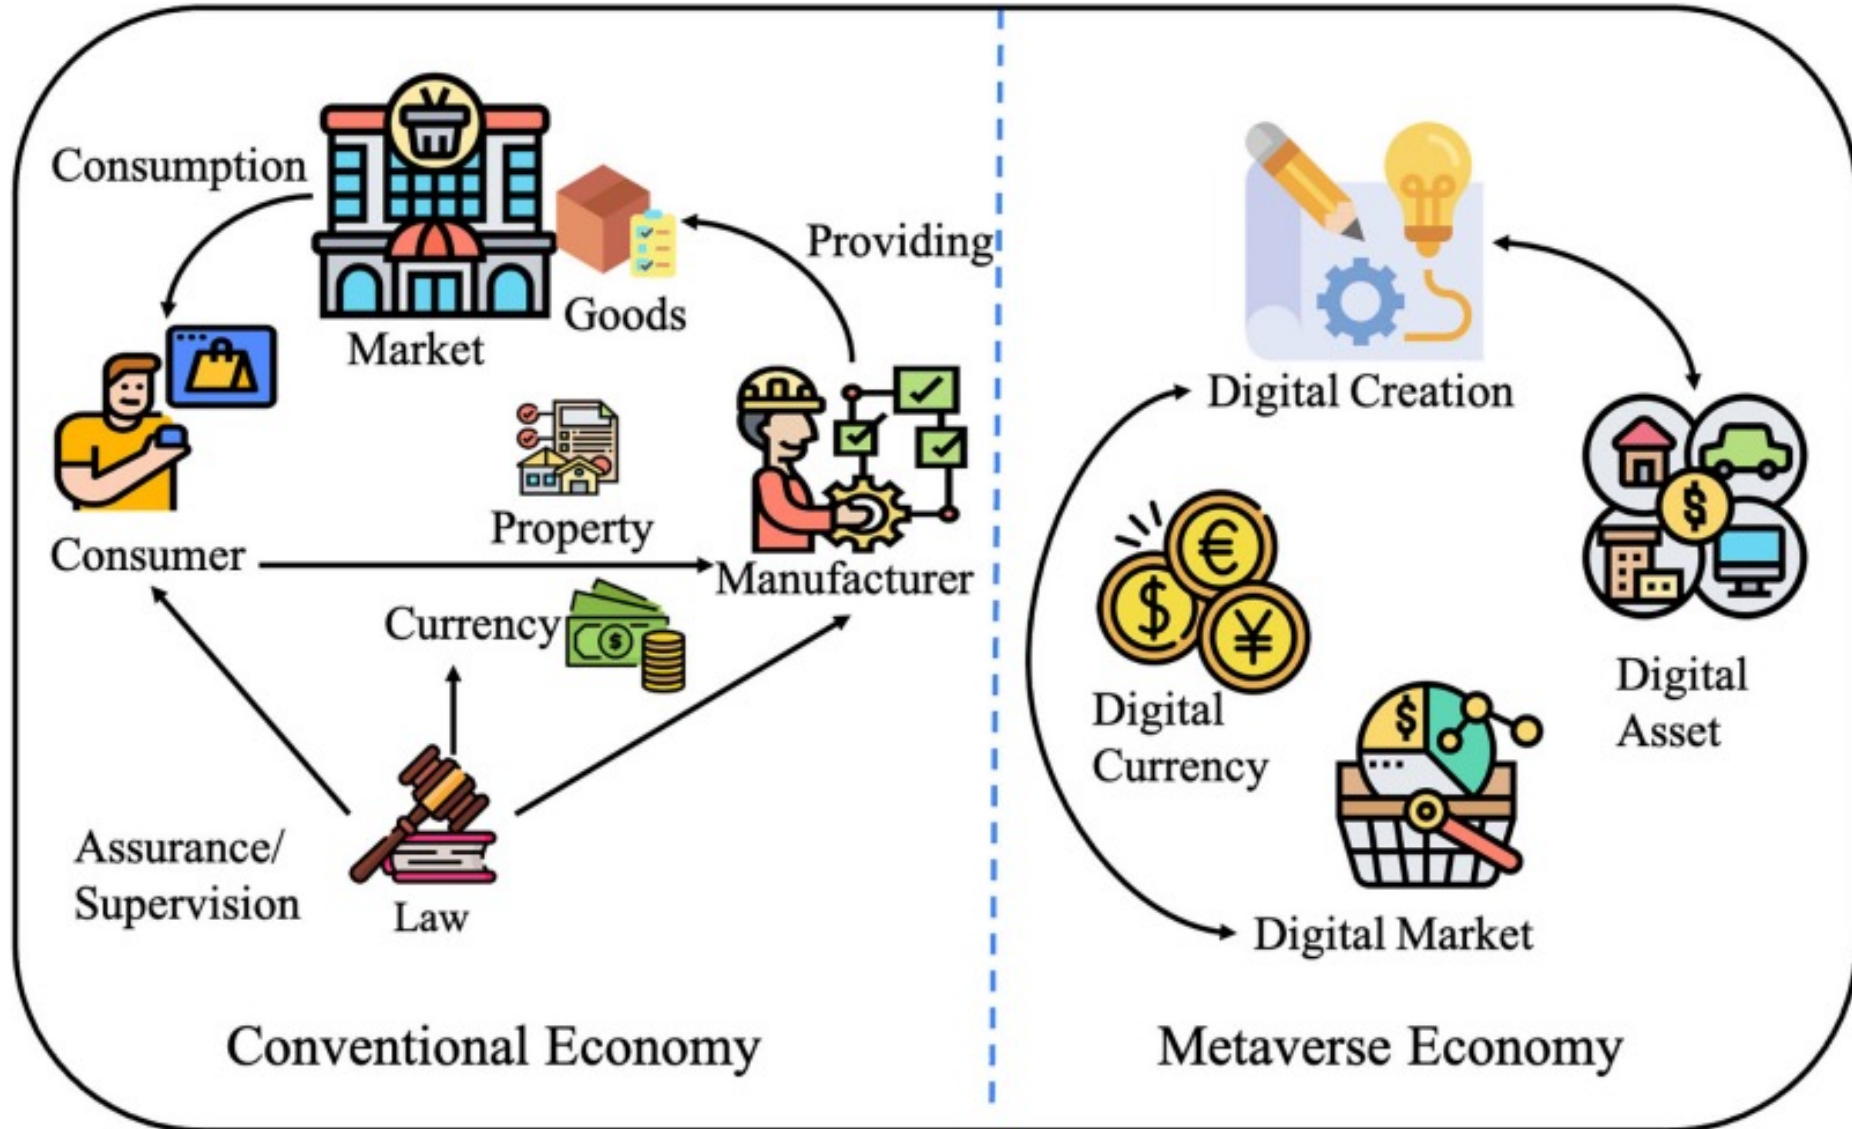 Consumption
Providing
Goods
Market
Property
Consumer
Manufacturer
Currency
$
Assurance/
Supervision
Law
Conventional Economy
Digital Creation
$
€
$
¥
Digital
Currency
Digital
Asset
$
Digital Market
Metaverse Economy